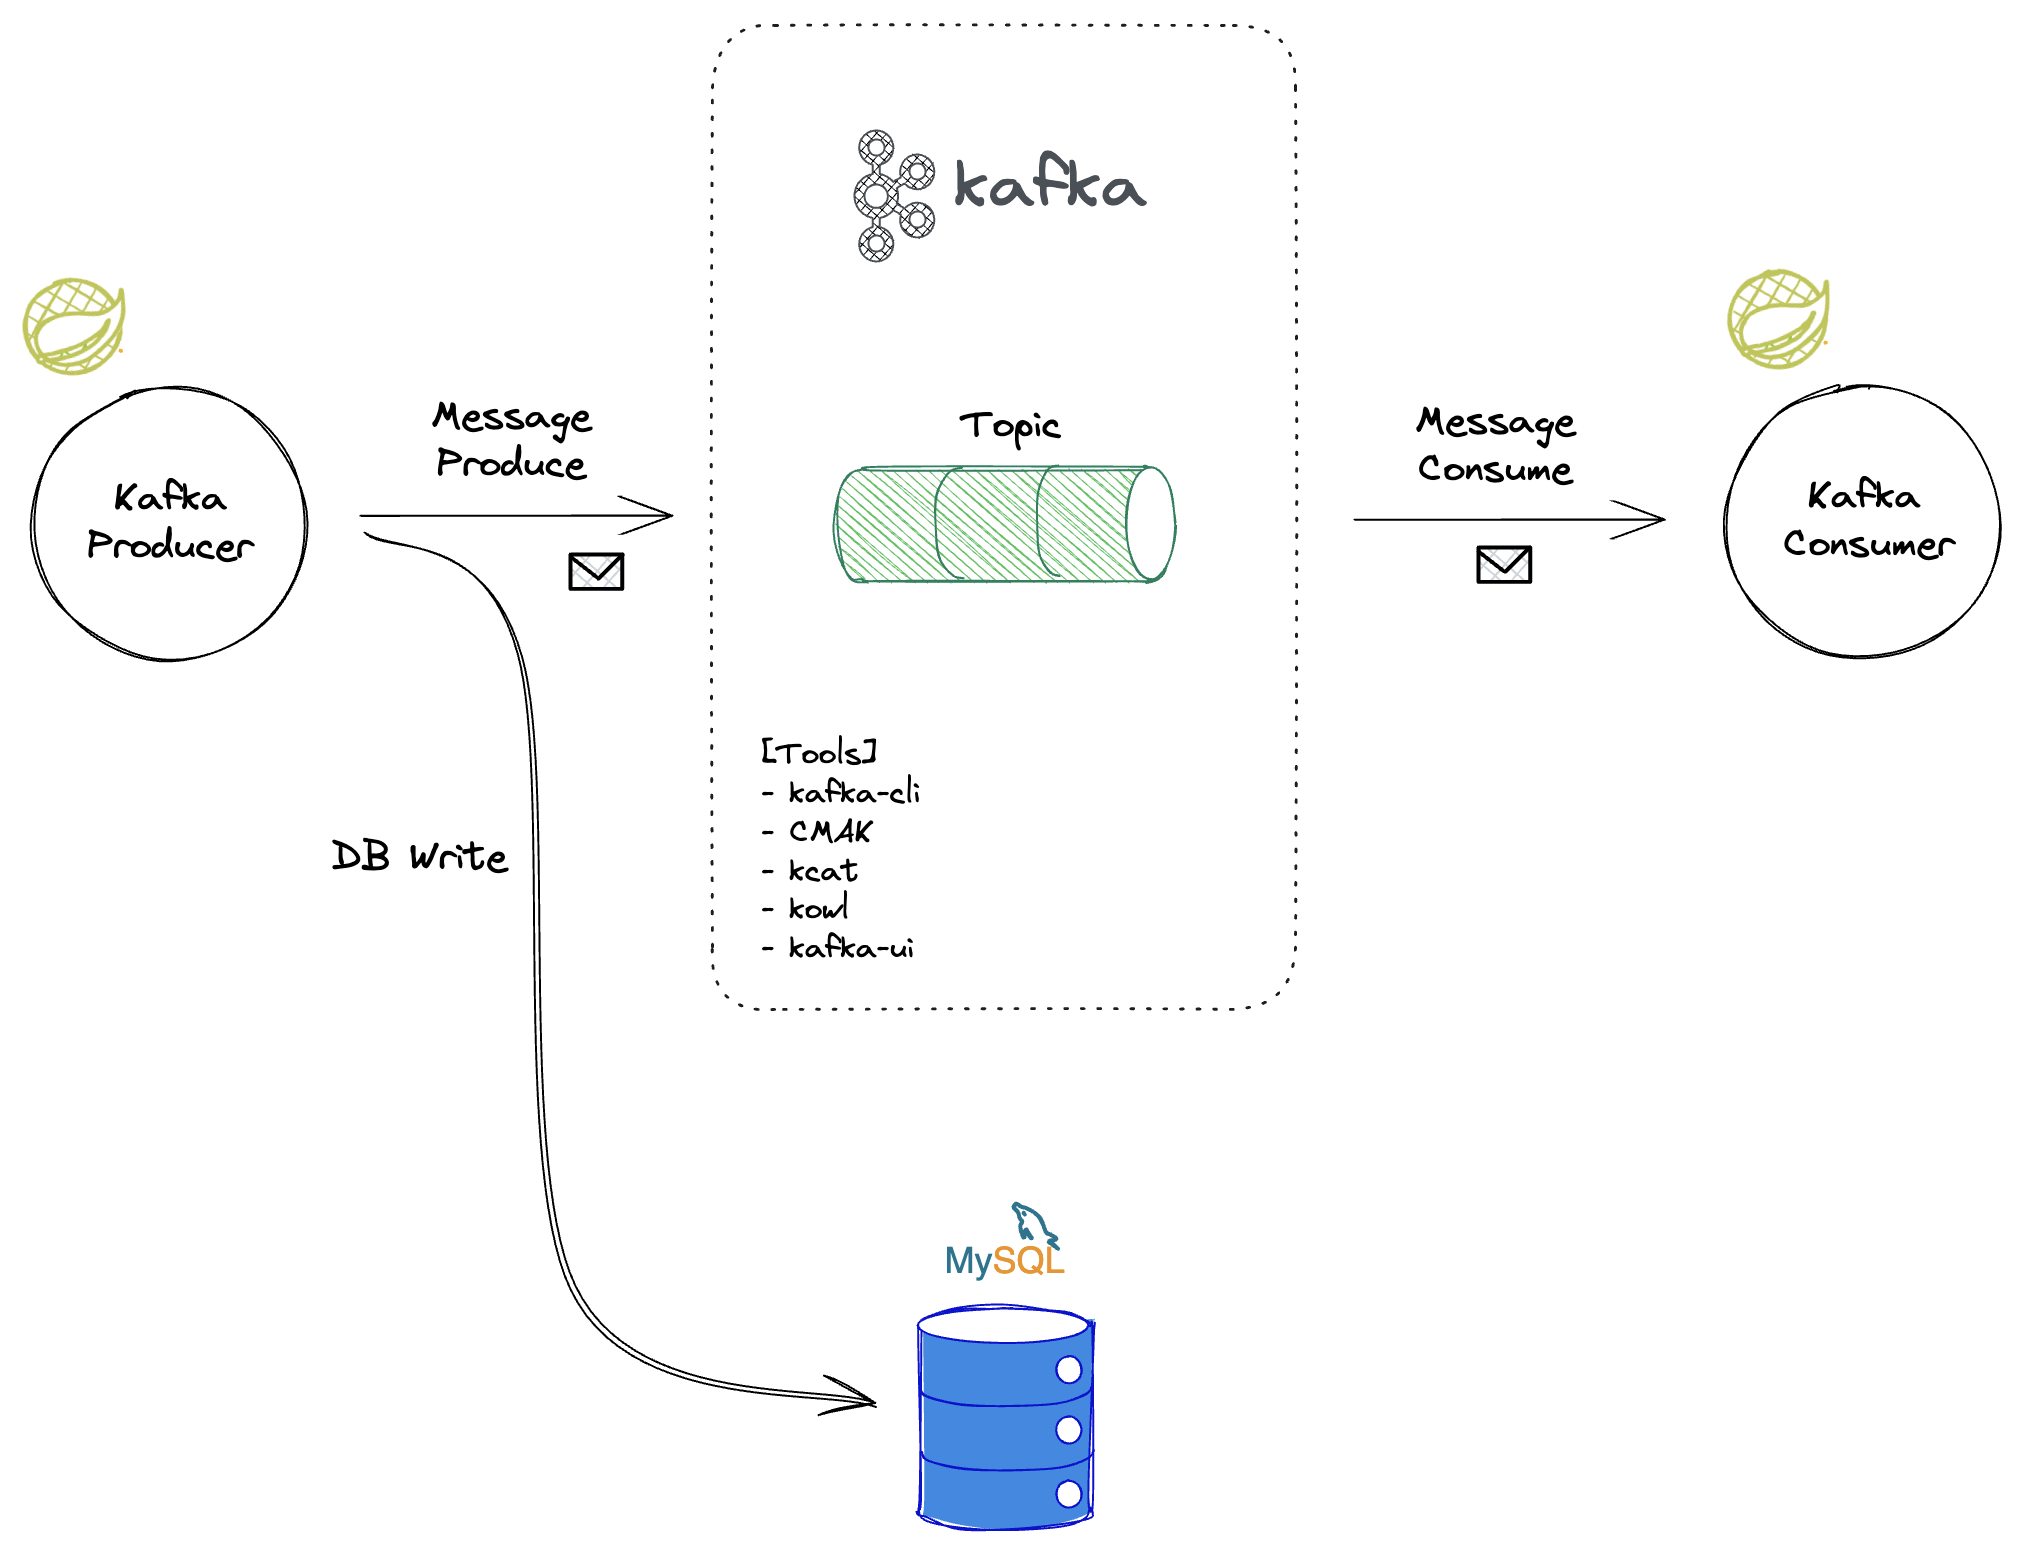 kafka
Kafka
Producer
Message
Produce
Topic
Message
Consume
Kafka
Consumer
[Tools]
- kafka-cli
- CMAK
- kcat
- kowl
- kafka-ui
DB Write
MySQL